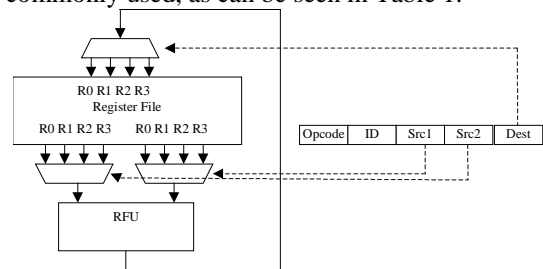 commonly used, as can be seen in Table 1.
R0 R1 R2 R3
Register File
R0 R1 R2 R3 R0 R1 R2 R3
Opcode ID Src1 Src2 Dest
RFU